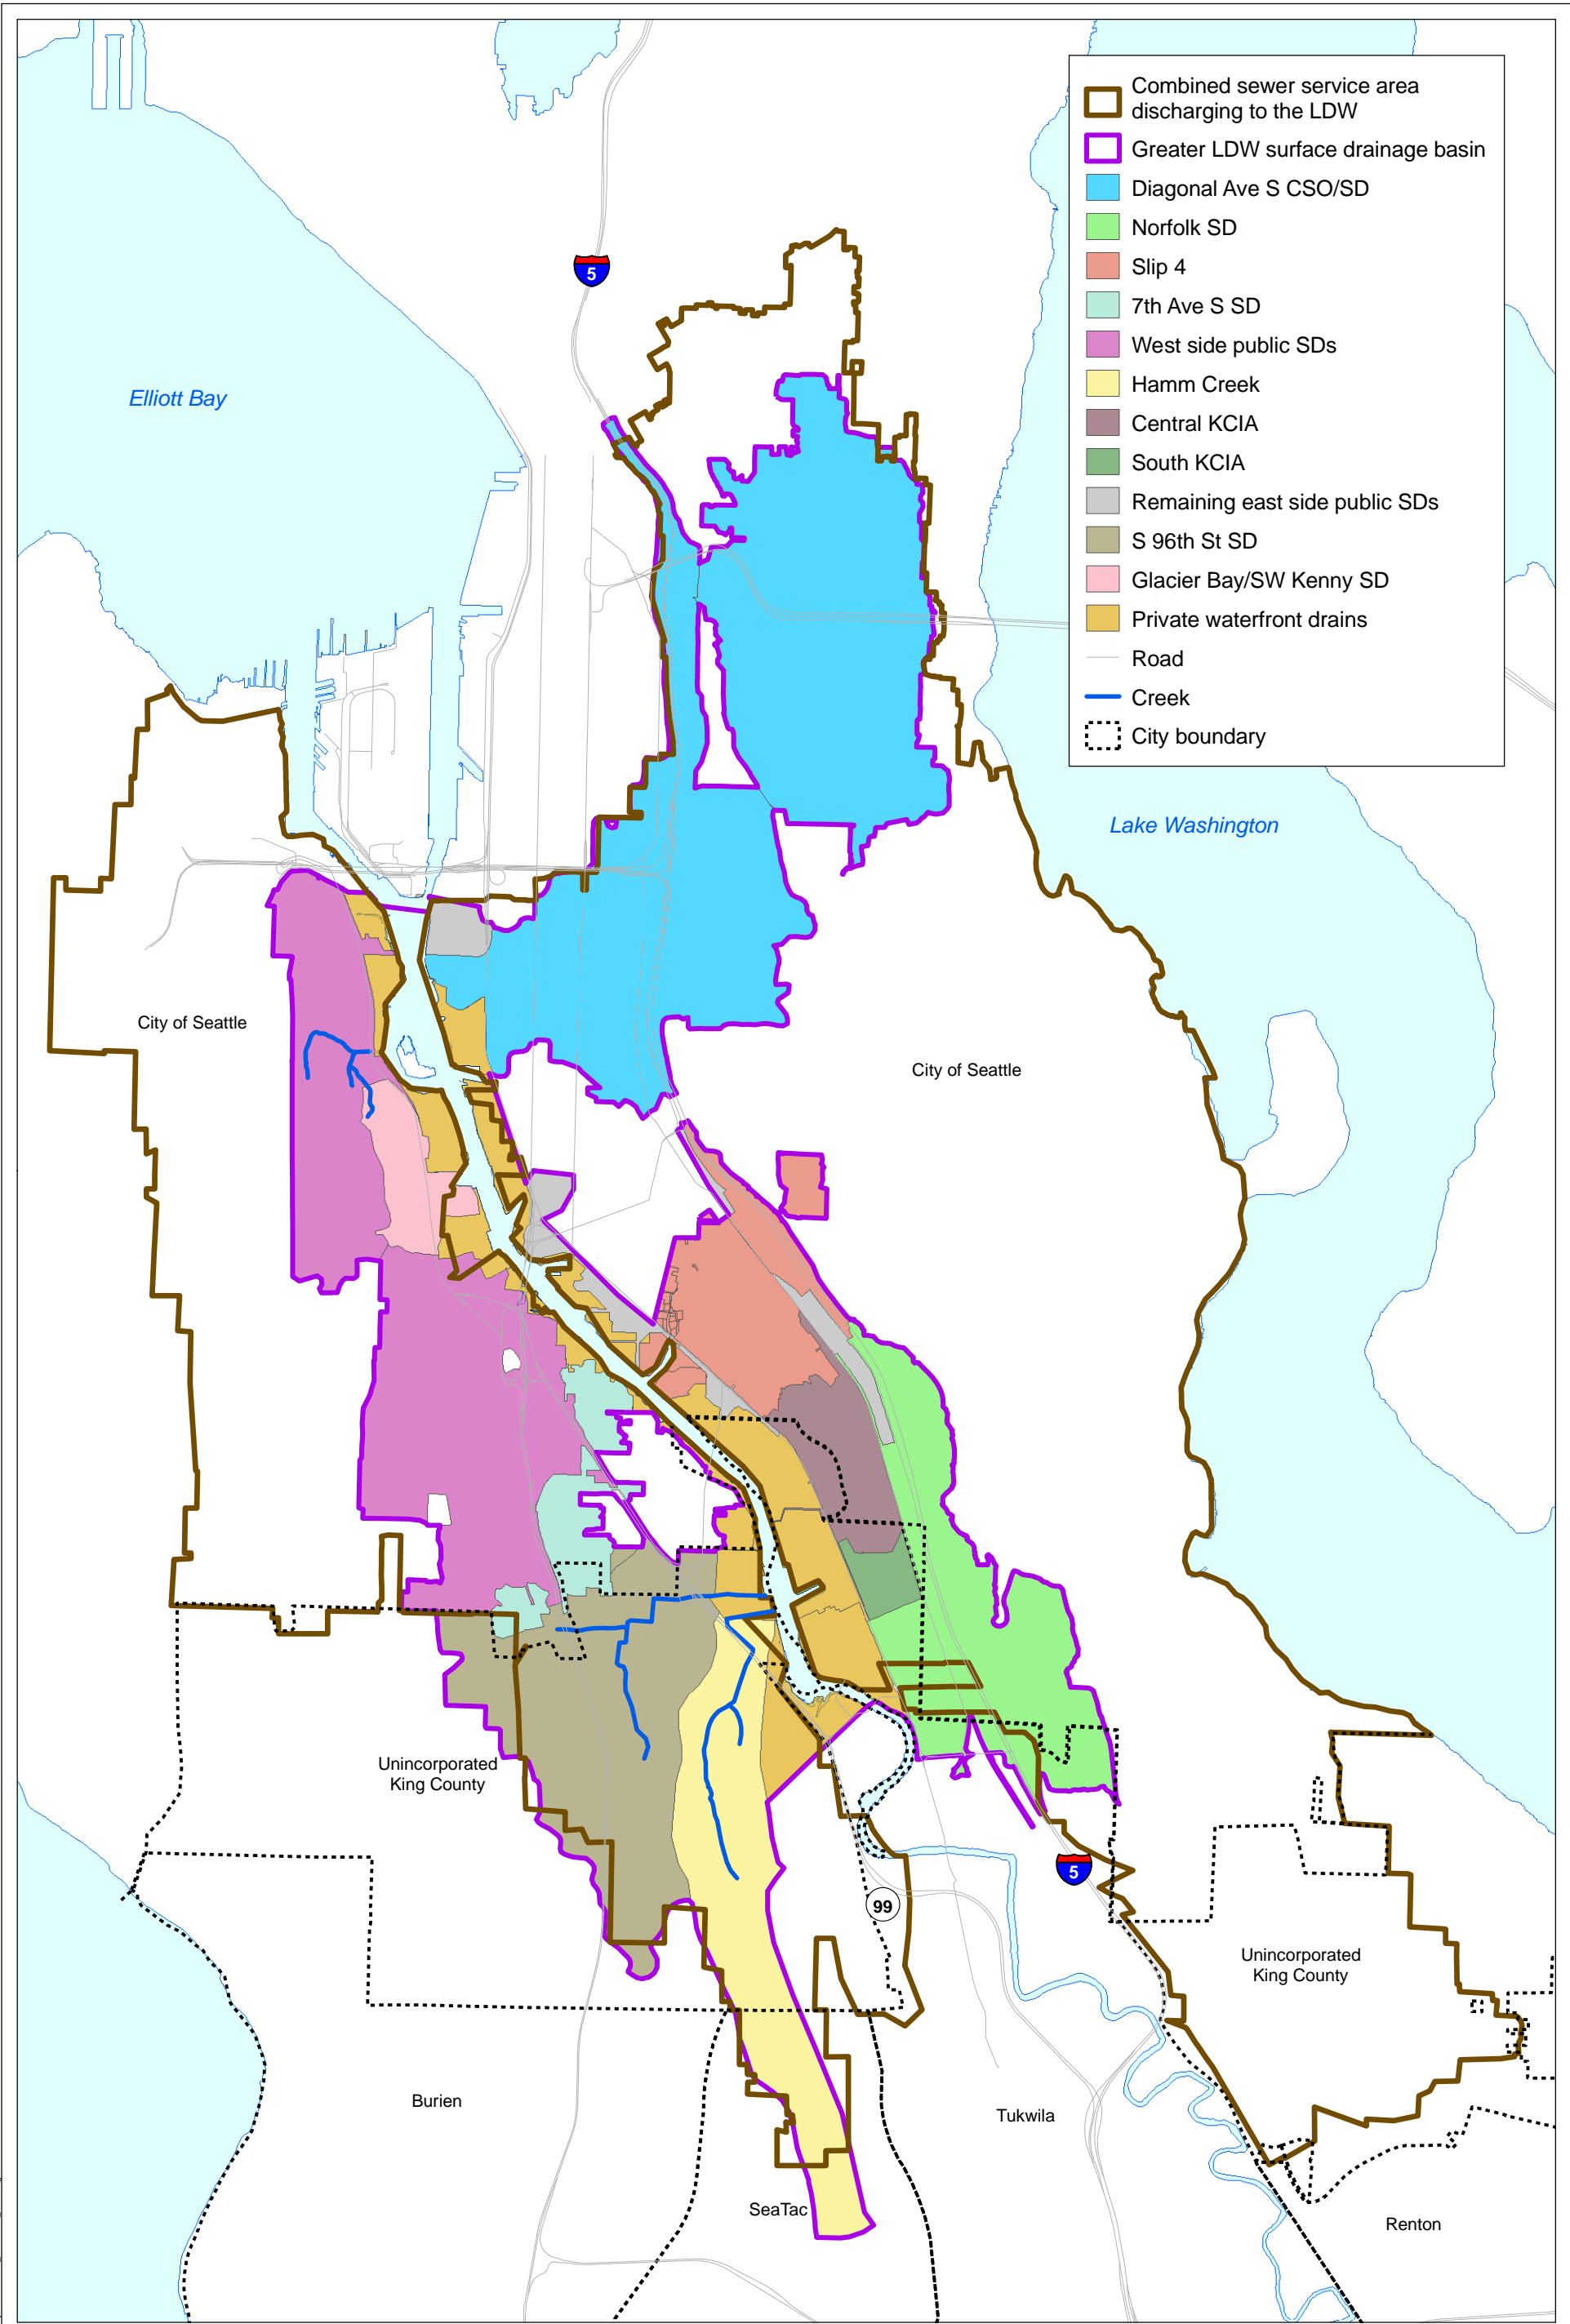 Combined sewer service area
discharging to the LDW
Greater LDW surface drainage basin
Diagonal Ave S CSO/SD
Norfolk SD
Slip 4
7th Ave S SD
West side public SDs
Hamm Creek
Central KCIA
South KCIA
Remaining east side public SDs
S 96th St SD
Glacier Bay/SW Kenny SD
Private waterfront drains
Road
Creek
City boundary
5
Elliott Bay
Lake Washington
City of Seattle
City of Seattle
Unincorporated
King County
5
99
Unincorporated
King County
Burien
Tukwila
SeaTac
Renton